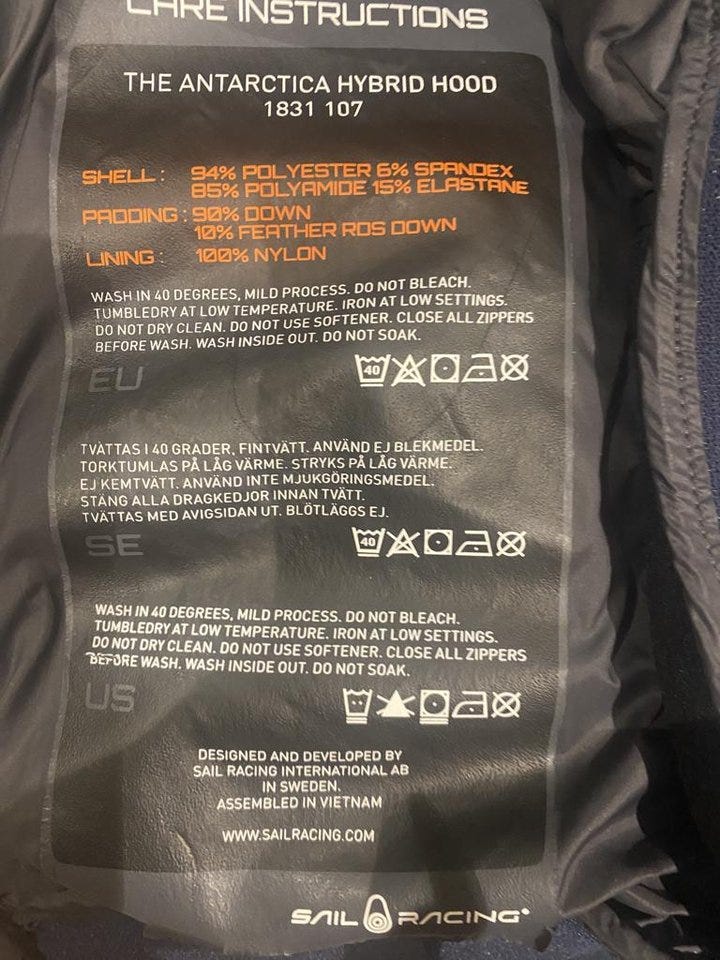 CARE INSTRUCTIONS
THE ANTARCTICA HYBRID HOOD
1831 107
SHELL : 94% POLYESTER 6% SPANDEX
85% POLYAMIDE 15% ELASTANE
PADDING : 90% DOWN
10% FEATHER RDS DOWN
LINING : 100% NYLON
WASH IN 40 DEGREES, MILD PROCESS. DO NOT BLEACH.
TUMBLEDRY AT LOW TEMPERATURE. IRON AT LOW SETTINGS.
DO NOT DRY CLEAN. DO NOT USE SOFTENER. CLOSE ALL ZIPPERS
BEFORE WASH. WASH INSIDE OUT. DO NOT SOAK.
EU
40
TVÄTTAS I 40 GRADER, FINTVÄTT. ANVÄND EJ BLEKMEDEL.
TORKTUMLAS PÅ LÅG VÄRME. STRYKS PÅ LÅG VÄRME.
EJ KEMTVÄTT. ANVÄND INTE MJUKGÖRINGSMEDEL.
STÄNG ALLA DRAGKEDJOR INNAN TVÄTT.
TVÄTTAS MED AVIGSIDAN UT. BLÖTLÄGGS EJ.
SE
40
WASH IN 40 DEGREES, MILD PROCESS. DO NOT BLEACH.
TUMBLEDRY AT LOW TEMPERATURE. IRON AT LOW SETTINGS.
DO NOT DRY CLEAN. DO NOT USE SOFTENER. CLOSE ALL ZIPPERS
BEFORE WASH. WASH INSIDE OUT. DO NOT SOAK.
US
DESIGNED AND DEVELOPED BY
SAIL RACING INTERNATIONAL AB
IN SWEDEN.
ASSEMBLED IN VIETNAM
WWW.SAILRACING.COM
SAIL RACING